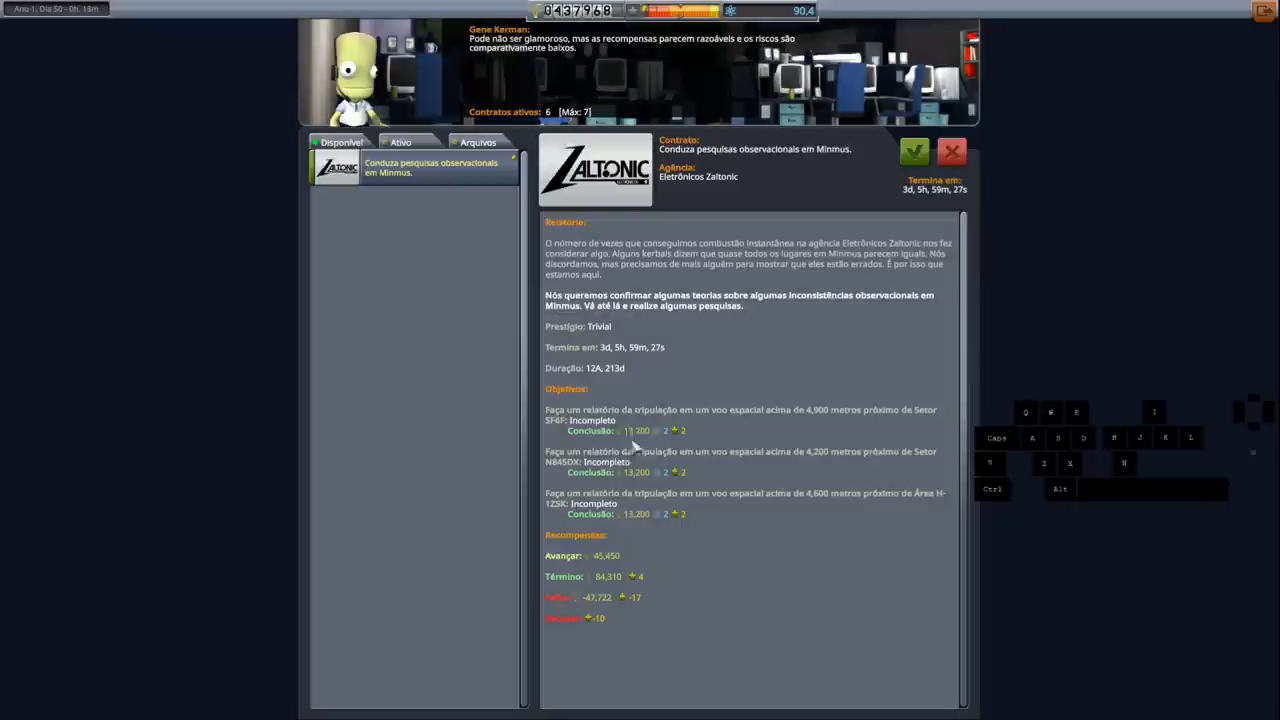 Ano 1, Dia 50 - 0h, 18m
0437968
90.4
Gene Kerman:
Pode não ser glamoroso, mas as recompensas parecem razoáveis e os riscos são
comparativamente baixos.
Contratos ativos: 6 [Máx: 7]
Disponível
Ativo
Arquivos
Conduza pesquisas observacionais
em Minmus.
ZALTONIC
Contrato:
Conduza pesquisas observacionais em Minmus.
Agência:
Eletrônicos Zaltonic
Termina em:
3d, 5h, 59m, 27s
Relatório:
O número de vezes que conseguimos combustão instantânea na agência Eletrônicos Zaltonic nos fez
considerar algo. Alguns kerbals dizem que quase todos os lugares em Minmus parecem iguais. Nós
discordamos, mas precisamos de mais alguém para mostrar que eles estão errados. É por isso que
estamos aqui.
Nós queremos confirmar algumas teorias sobre algumas inconsistências observacionais em
Minmus. Vá até lá e realize algumas pesquisas.
Prestígio: Trivial
Termina em: 3d, 5h, 59m, 27s
Duração: 12A, 213d
Objetivos:
Faça um relatório da tripulação em um voo espacial acima de 4,900 metros próximo de Setor
SF6F: Incompleto
Conclusão: 200 2 2
Faça um relatório da tripulação em um voo espacial acima de 4,200 metros próximo de Setor
N845DX: Incompleto
Conclusão: 13,200 2 2
Faça um relatório da tripulação em um voo espacial acima de 4,600 metros próximo de Área H-
1ZSK: Incompleto
Conclusão: 13,200 2 2
Recompensas:
Avançar: 45,450
Término: 84,310 4
-47,722 -17
-10
Q W E I
Caps A S D H J K L
Z X N
Ctrl Alt